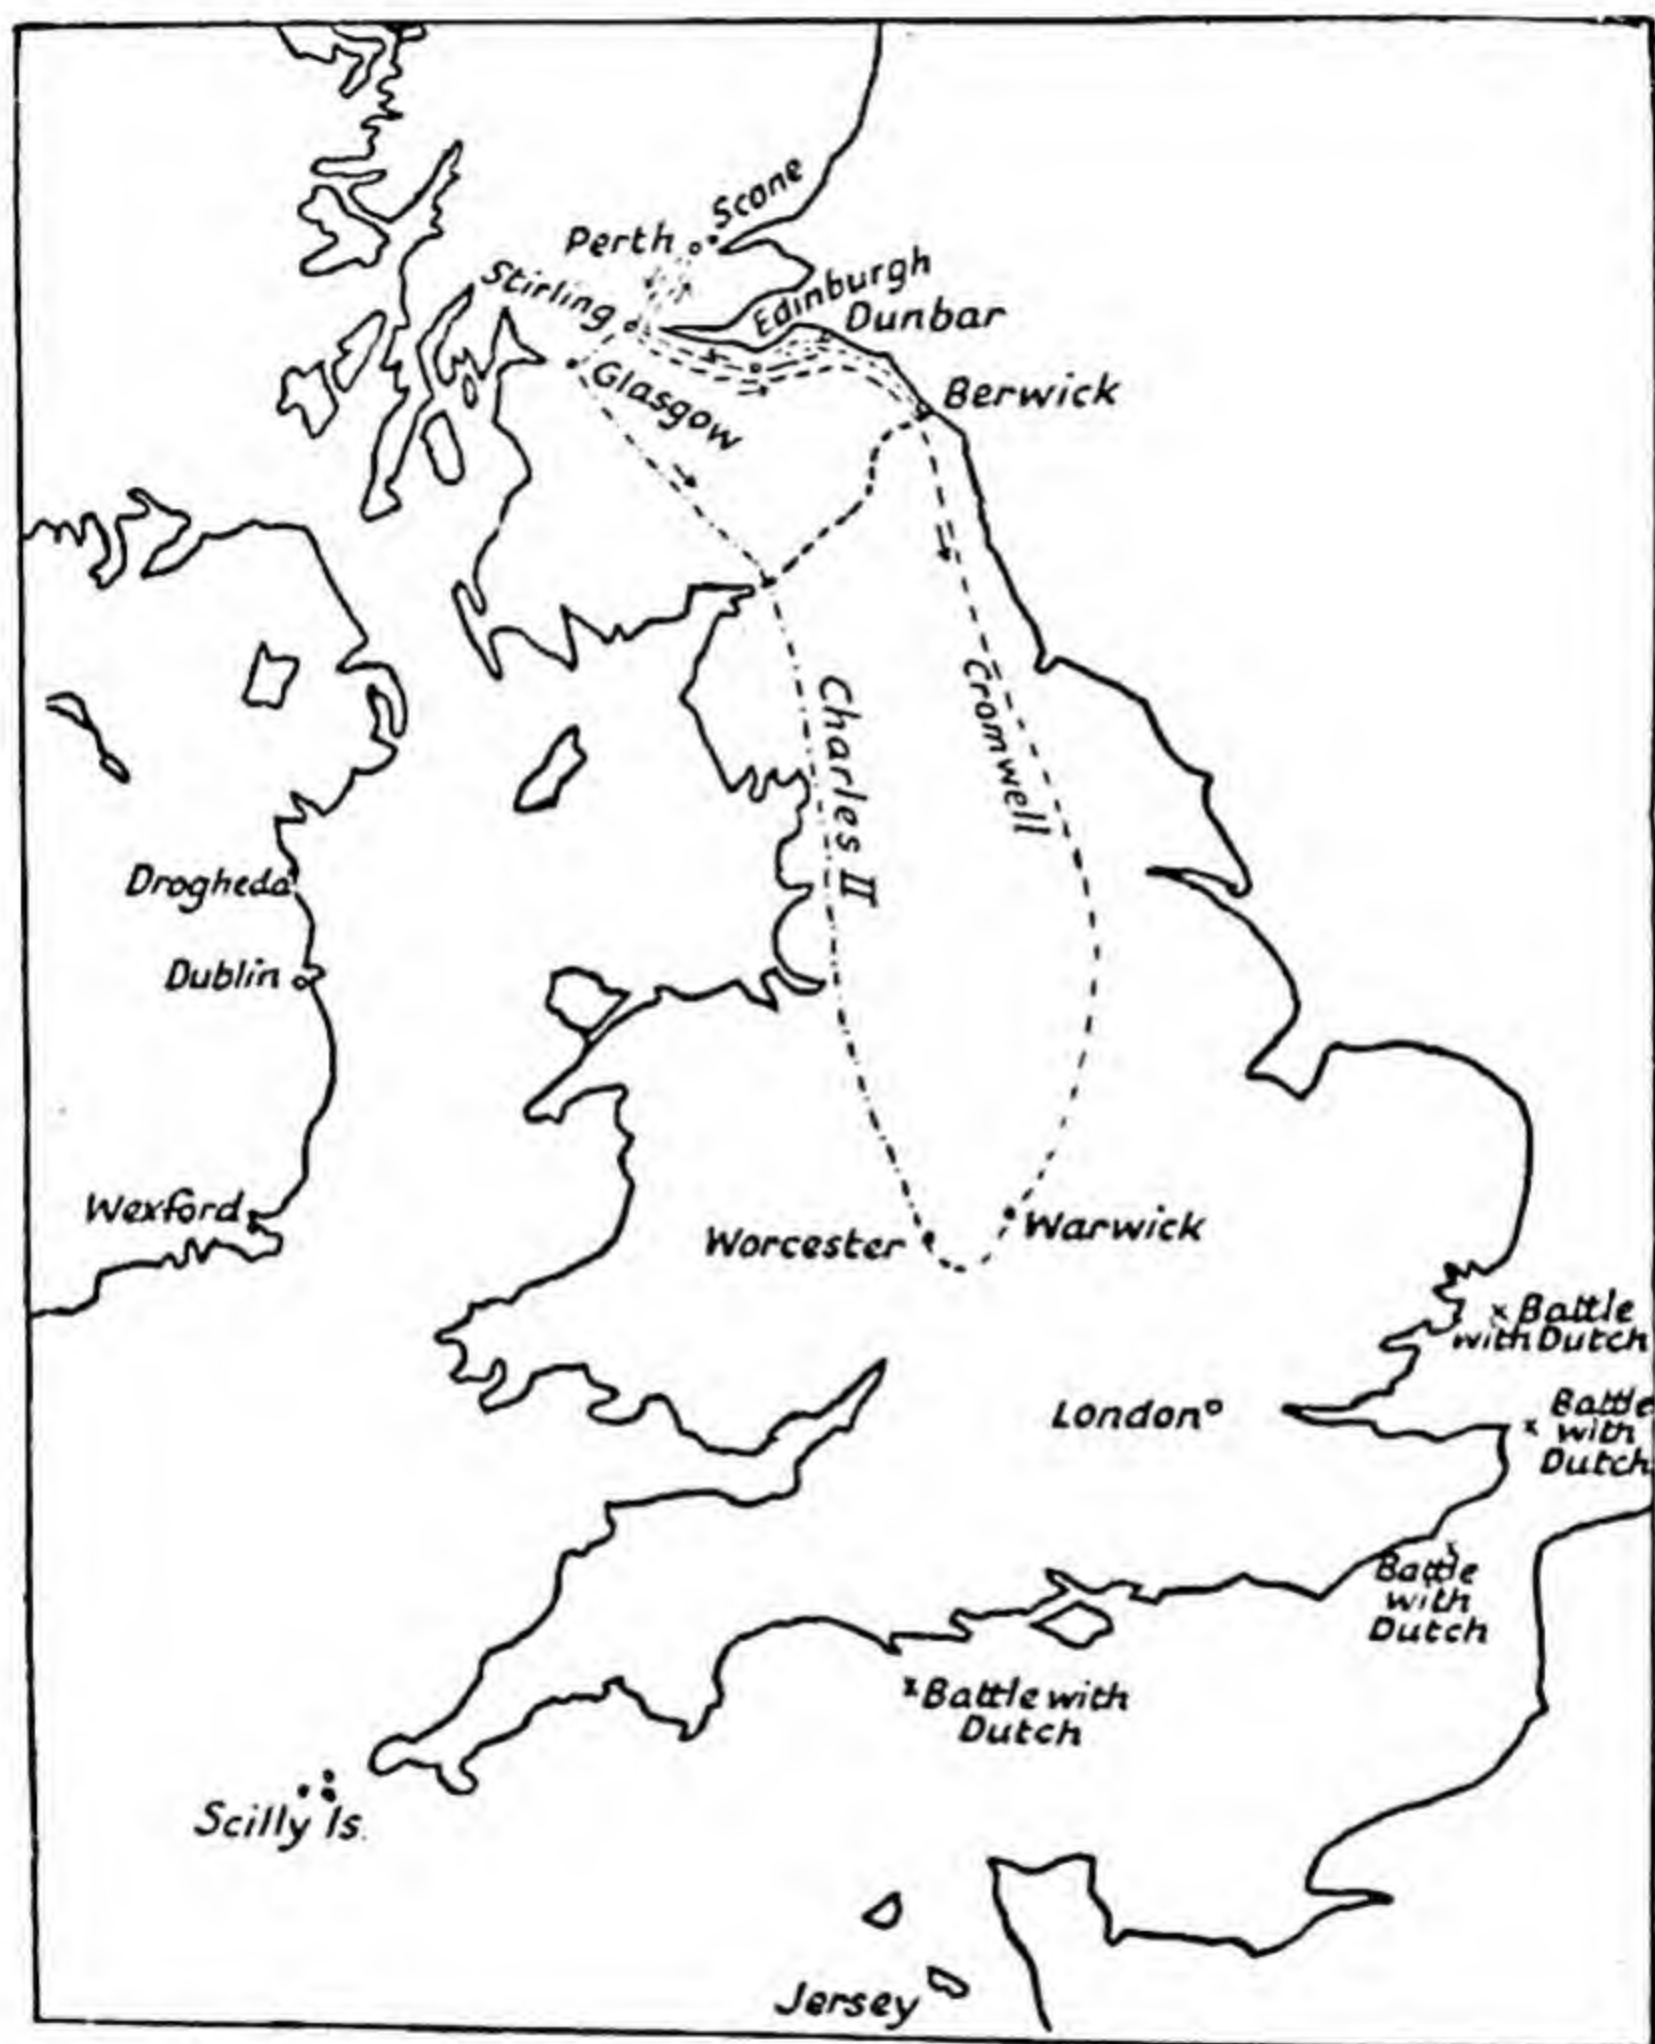 Scone
Perth
Stirling
Edinburgh
Dunbar
Glasgow
Berwick
Charles II
Cromwell
Drogheda
Dublin
Wexford
Worcester
Warwick
Battle
with Dutch
London
Battle
with
Dutch
Battle
with
Dutch
Battle with
Dutch
Scilly Is.
Jersey